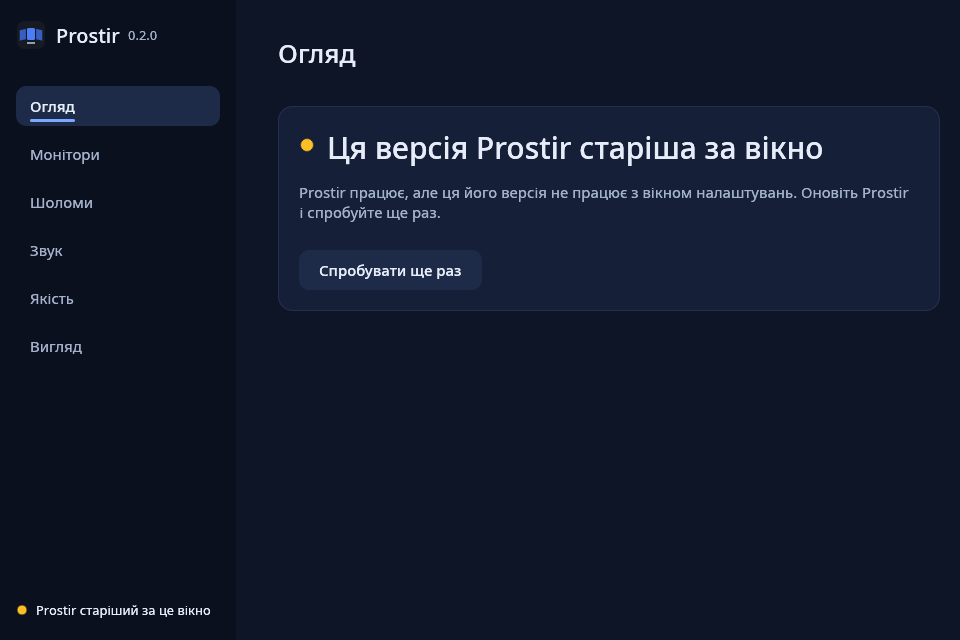 Prostir 0.2.0
Огляд
Монітори
Шоломи
Звук
Якість
Вигляд
Prostir старіший за це вікно
Огляд
Ця версія Prostir старіша за вікно
Prostir працює, але ця його версія не працює з вікном налаштувань. Оновіть Prostir
і спробуйте ще раз.
Спробувати ще раз